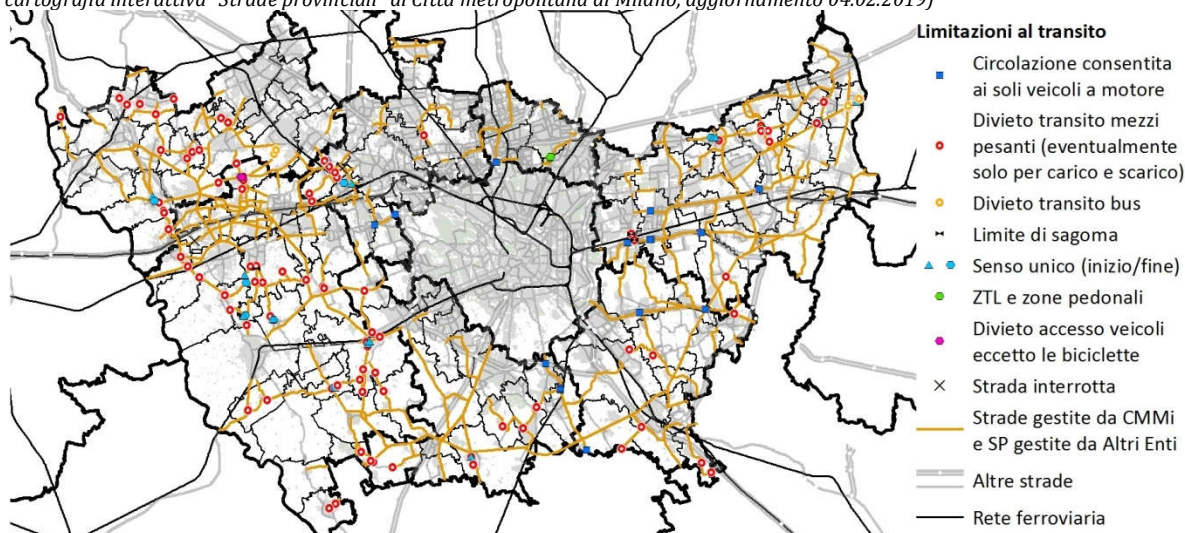 cartografia interattiva "Strade provinciali" di Città metropolitana di Milano, aggiornamento 04.02.2019)
Limitazioni al transito
Circolazione consentita
ai soli veicoli a motore
Divieto transito mezzi
pesanti (eventualmente
solo per carico e scarico)
Divieto transito bus
Limite di sagoma
Senso unico (inizio/fine)
ZTL e zone pedonali
Divieto accesso veicoli
eccetto le biciclette
Strada interrotta
Strade gestite da CMMi
e SP gestite da Altri Enti
Altre strade
Rete ferroviaria